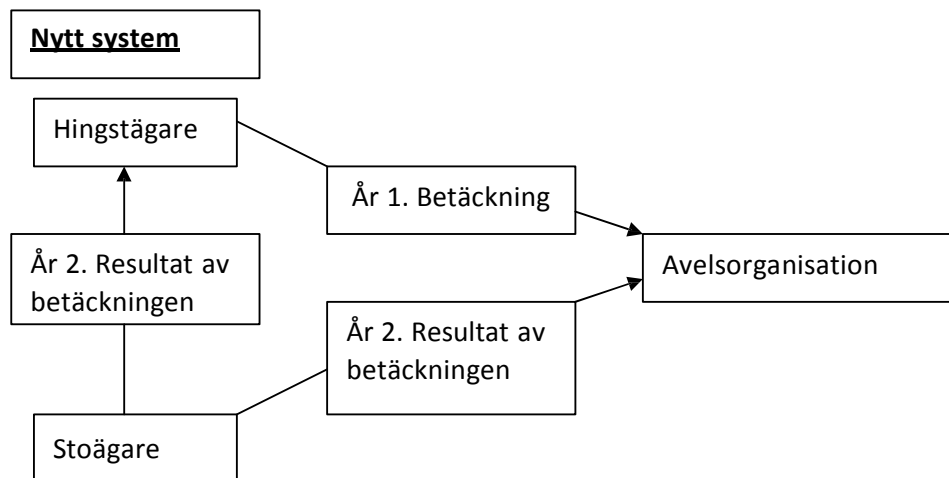 Nytt system
Hingstägare
År 1. Betäckning
År 2. Resultat av
betäckningen
Avelsorganisation
År 2. Resultat av
betäckningen
Stoägare